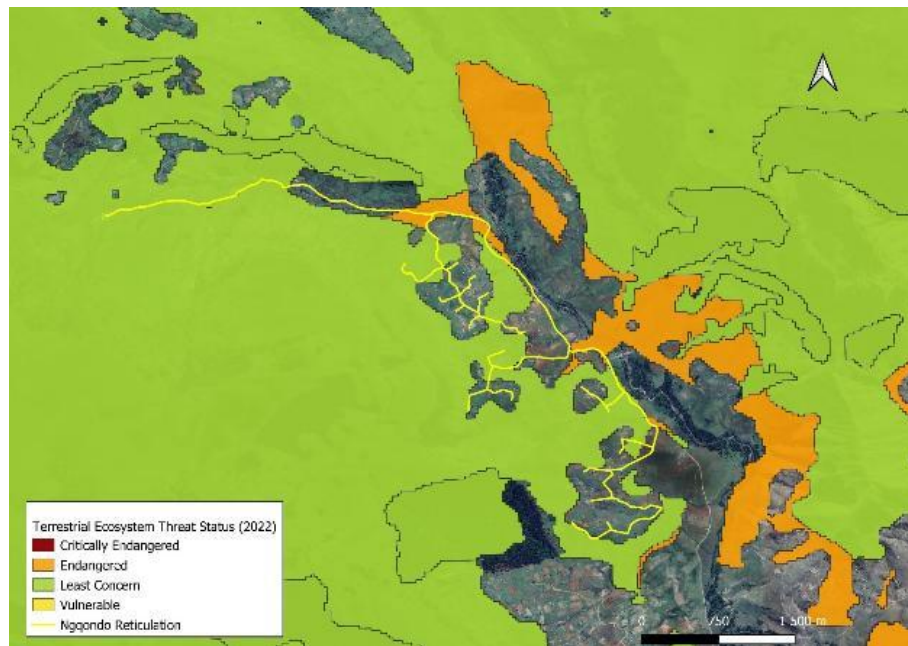 Terrestrial Ecosystem Threat Status (2022)
Critically Endangered
Endangered
Least Concern
Vulnerable
Ngqondo Reticulation
0 750 1 500 m